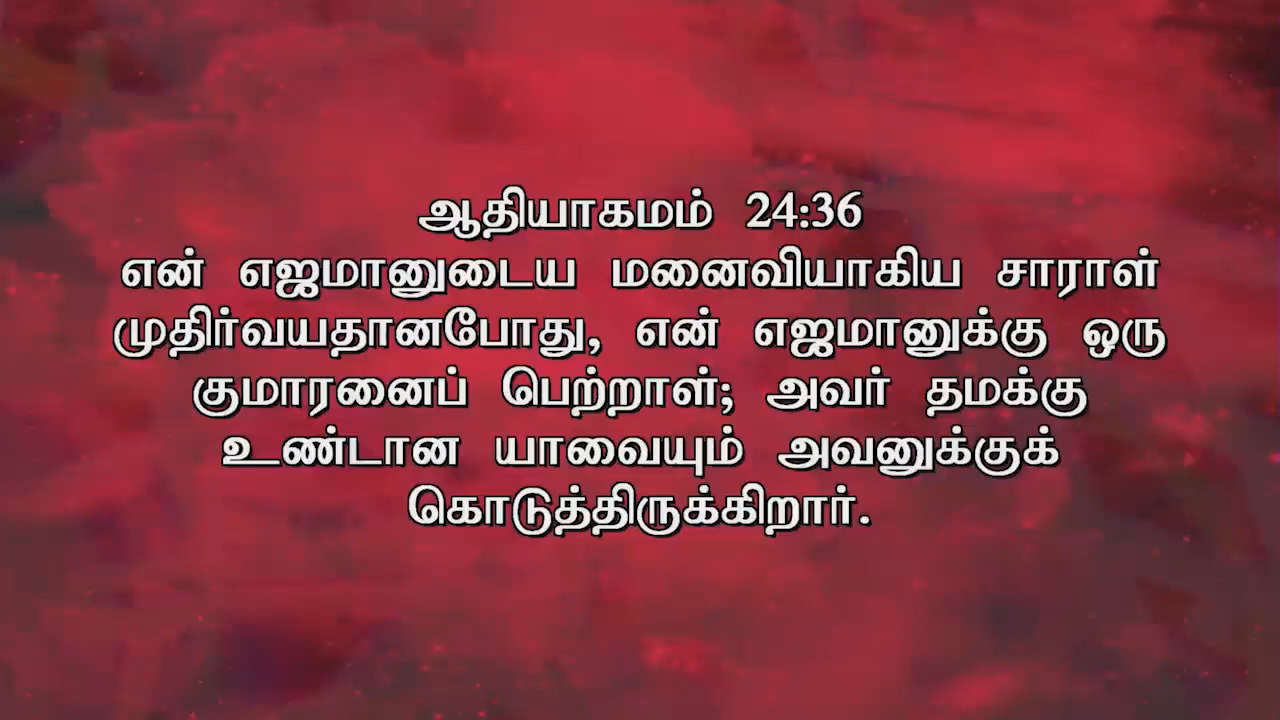 ஆதியாகமம் 24:36
என் எஜமானுடைய மனைவியாகிய சாராள்
முதிர்வயதானபோது, என் எஜமானுக்கு ஒரு
குமாரனைப் பெற்றாள்; அவர் தமக்கு
உண்டான யாவையும் அவனுக்குக்
கொடுத்திருக்கிறார்.